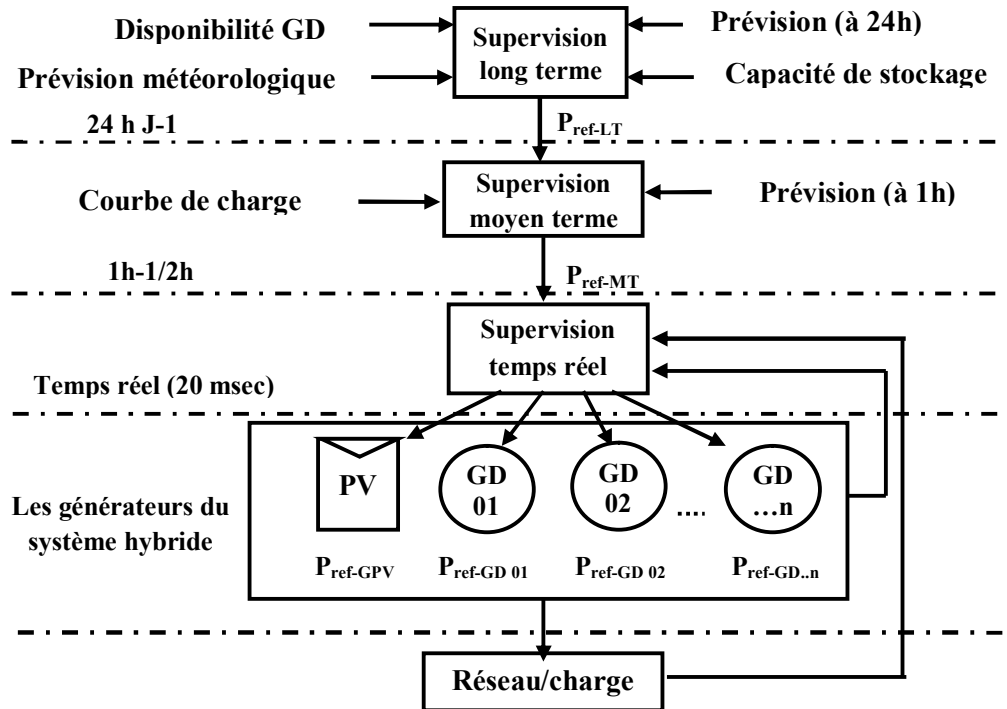 Disponibilité GD
Prévision météorologique
Supervision
long terme
Prévision (à 24h)
Capacité de stockage
24 h J-1
Pref-LT
Courbe de charge
Supervision
moyen terme
Prévision (à 1h)
1h-1/2h
Pref-MT
Supervision
temps réel
Temps réel (20 msec)
Les générateurs du
système hybride
PV
GD
01
GD
02
.....
GD
...n
Pref-GPV
Pref-GD 01
Pref-GD 02
Pref-GD..n
Réseau/charge